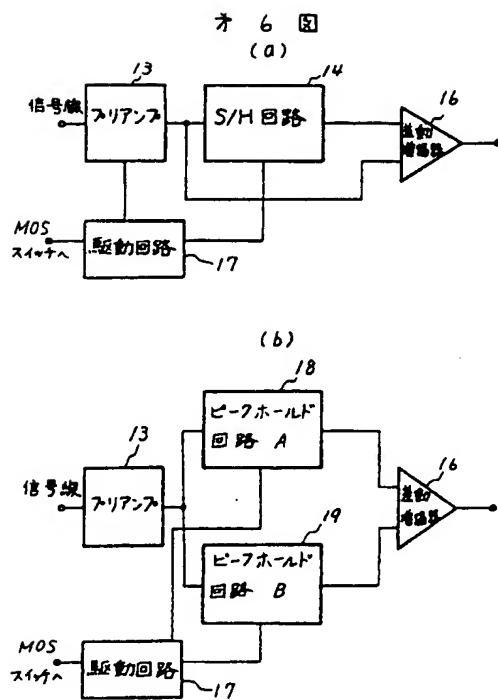 才6図
(a)
13
14
信号線
プリアンプ
S/H 回路
16
差動
増幅器
MOS
スイッチへ
駆動回路
17
(b)
18
ピークホールド
回路 A
13
16
信号線
プリアンプ
差動
増幅器
19
ピークホールド
回路 B
MOS
スイッチへ
駆動回路
17